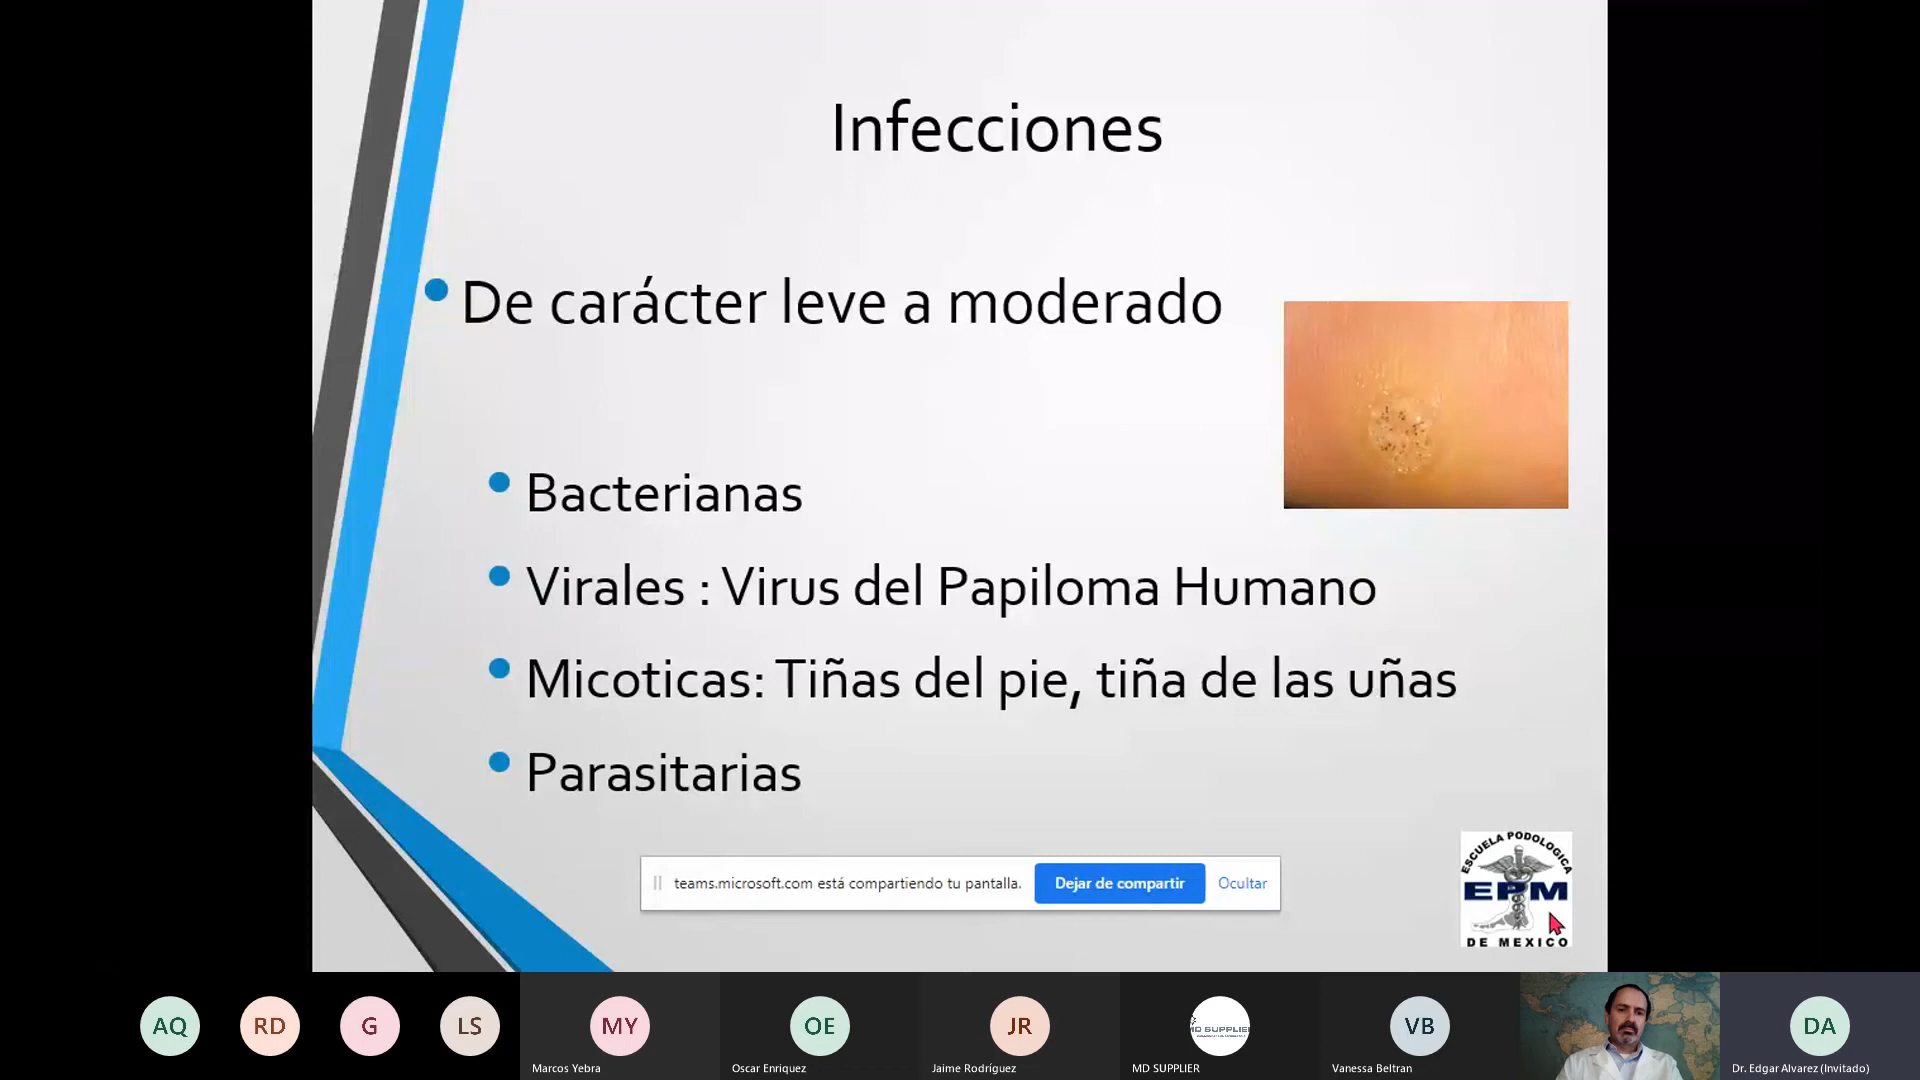 Infecciones
De carácter leve a moderado
Bacterianas
Virales : Virus del Papiloma Humano
Micoticas: Tiñas del pie, tiña de las uñas
Parasitarias
teams.microsoft.com está compartiendo tu pantalla.
Dejar de compartir
Ocultar
ESCUELA PODOLOGICA
EPM
DE MEXICO
AQ
RD
G
LS
MY
OE
JR
MD SUPPLIER
VB
DA
Marcos Yebra
Oscar Enriquez
Jaime Rodríguez
MD SUPPLIER
Vanessa Beltran
Dr. Edgar Alvarez (Invitado)